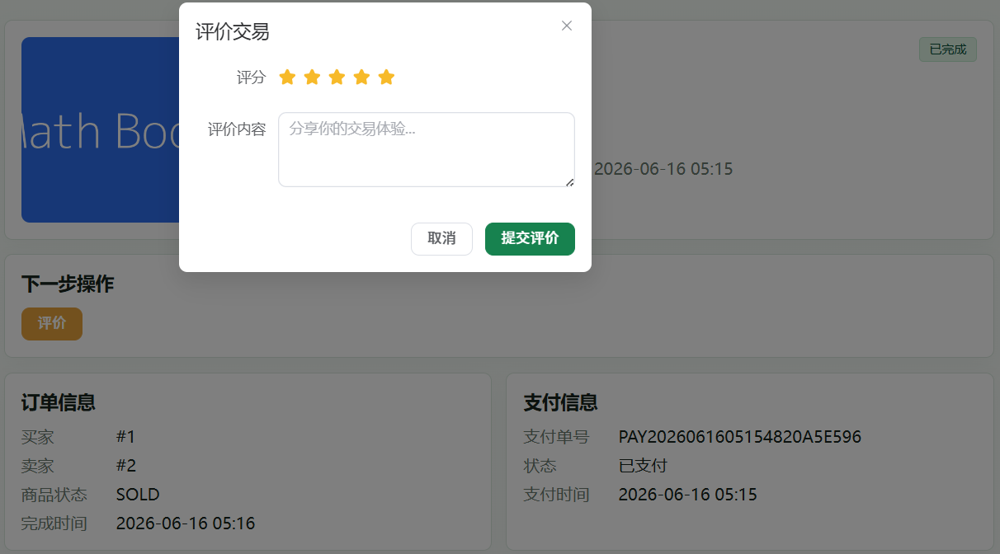 评价交易
评分
评价内容
分享你的交易体验...
取消
提交评价
已完成
Math Boo
2026-06-16 05:15
下一步操作
评价
订单信息
买家 #1
卖家 #2
商品状态 SOLD
完成时间 2026-06-16 05:16
支付信息
支付单号 PAY2026061605154820A5E596
状态 已支付
支付时间 2026-06-16 05:15